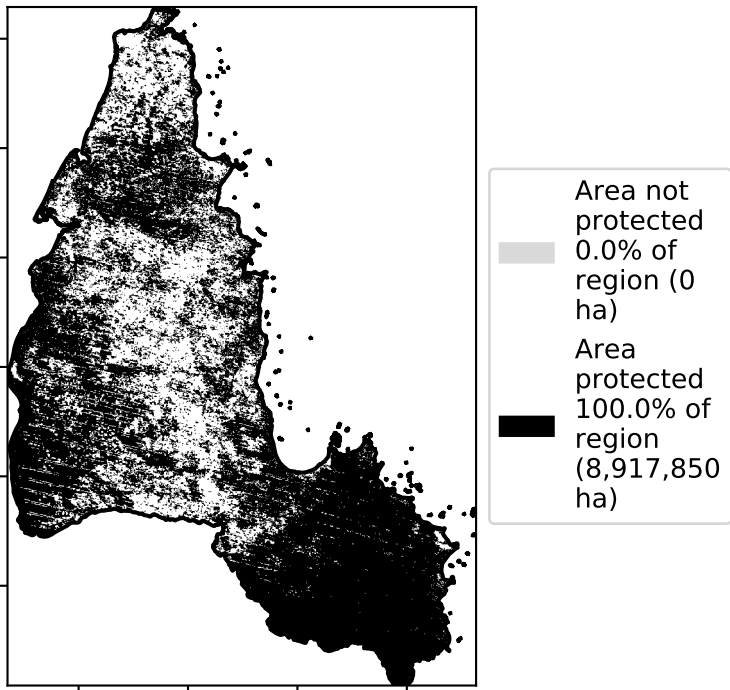 Area not
protected
0.0% of
region (0
ha)
Area
protected
100.0% of
region
(8,917,850
ha)